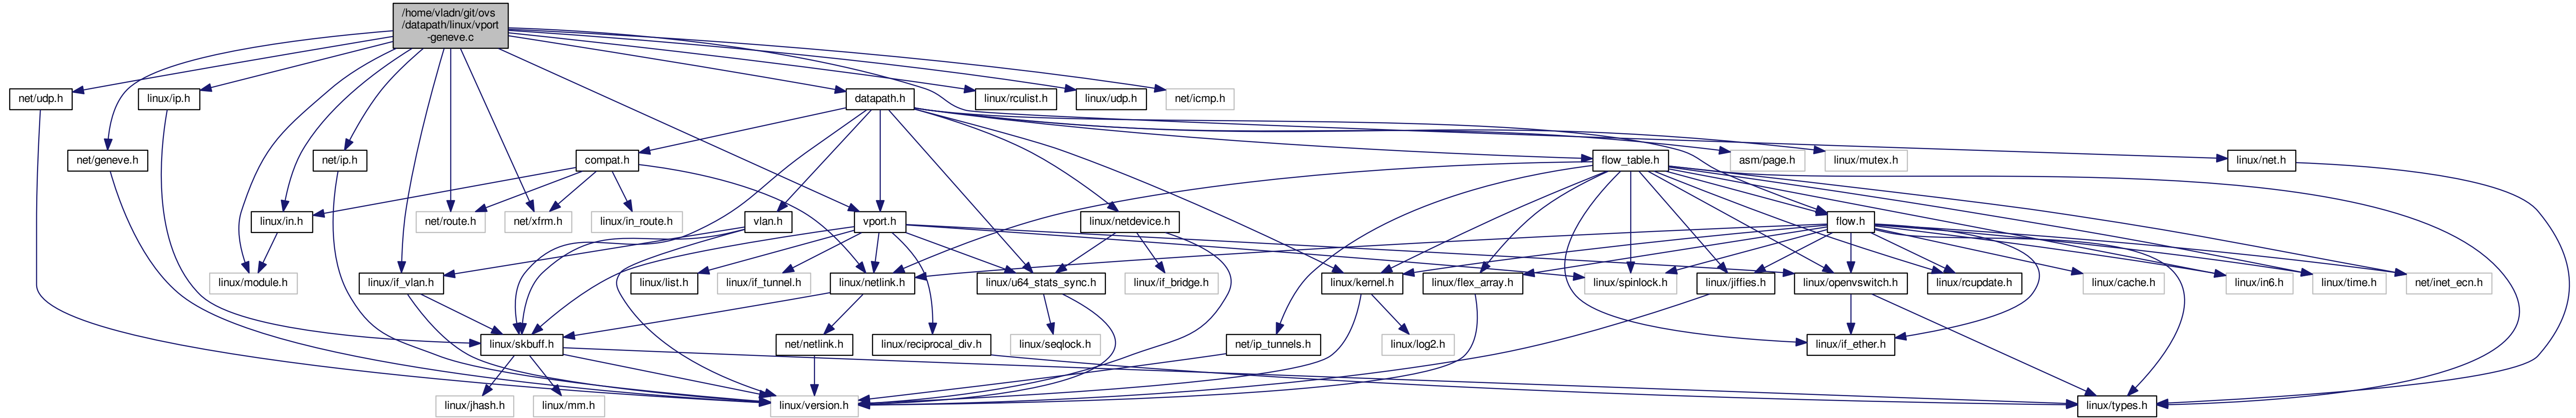 /home/vladn/git/ovs
/datapath/linux/vport
-geneve.c
net/udp.h
linux/ip.h
datapath.h
linux/rculist.h
linux/udp.h
net/icmp.h
net/geneve.h
net/ip.h
compat.h
flow_table.h
asm/page.h
linux/mutex.h
linux/net.h
linux/in.h
net/route.h
net/xfrm.h
linux/in_route.h
vlan.h
vport.h
linux/netdevice.h
flow.h
linux/module.h
linux/if_vlan.h
linux/list.h
linux/if_tunnel.h
linux/netlink.h
linux/u64_stats_sync.h
linux/if_bridge.h
linux/kernel.h
linux/flex_array.h
linux/spinlock.h
linux/jiffies.h
linux/openvswitch.h
linux/rcupdate.h
linux/cache.h
linux/in6.h
linux/time.h
net/inet_ecn.h
linux/skbuff.h
net/netlink.h
linux/reciprocal_div.h
linux/seqlock.h
net/ip_tunnels.h
linux/log2.h
linux/if_ether.h
linux/jhash.h
linux/mm.h
linux/version.h
linux/types.h